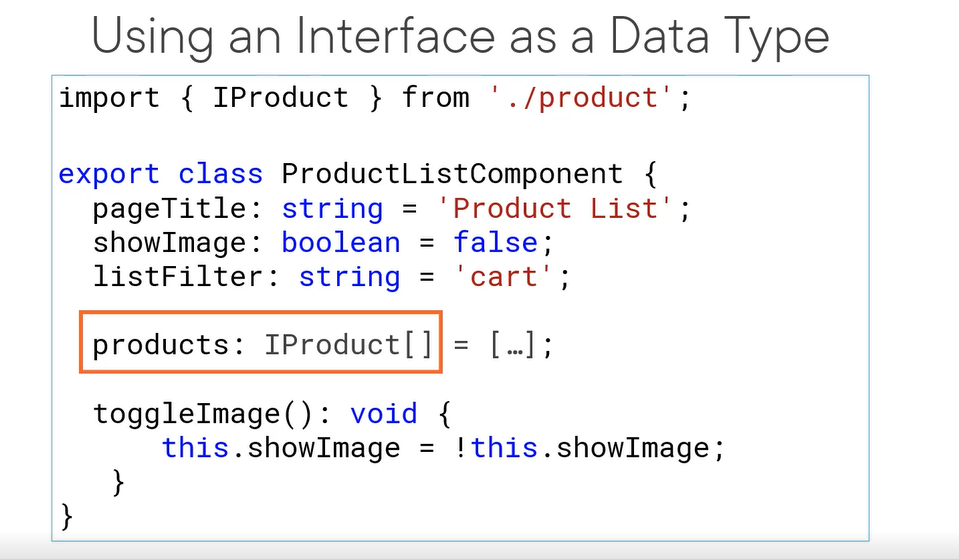 Using an Interface as a Data Type
import { IProduct } from './product';
export class ProductListComponent {
pageTitle: string = 'Product List';
showImage: boolean = false;
listFilter: string = 'cart';
products: IProduct[] = […];
toggleImage(): void {
this.showImage = !this.showImage;
}
}